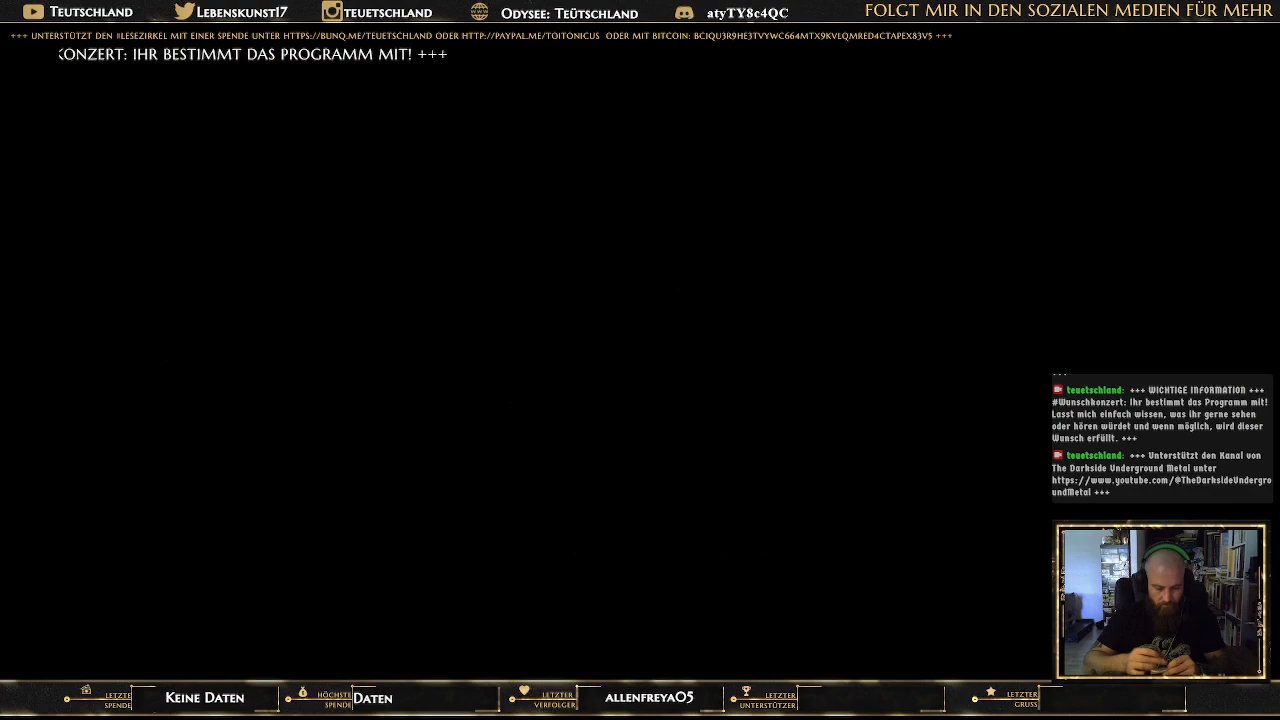 Teutschland
Lebenskunst17
teuetschland
Odysee: Teütschland
atyTY8c4QC
FOLGT MIR IN DEN SOZIALEN MEDIEN FÜR MEHR
+++ UNTERSTÜTZT DEN #LESEZIRKEL MIT EINER SPENDE UNTER HTTPS://BUNQ.ME/TEUETSCHLAND ODER HTTP://PAYPAL.ME/TOITONICUS ODER MIT BITCOIN: BC1QU3R9HE3TVYWC664MTX9KVLQMRED4CTAPEX83V5 +++
KONZERT: IHR BESTIMMT DAS PROGRAMM MIT! +++
teuetschland: +++ WICHTIGE INFORMATION +++
#Wunschkonzert: Ihr bestimmt das Programm mit!
Lasst mich einfach wissen, was ihr gerne sehen
oder hören würdet und wenn möglich, wird dieser
Wunsch erfüllt. +++
teuetschland: +++ Unterstützt den Kanal von
The Darkside Underground Metal unter
https://www.youtube.com/@TheDarksideUndergro
undMetal +++
LETZTE
SPENDE
Keine Daten
HÖCHSTE
SPENDE
Daten
LETZTER
VERFOLGER
allenfreya05
LETZTER
UNTERSTÜTZER
LETZTER
GRUSS